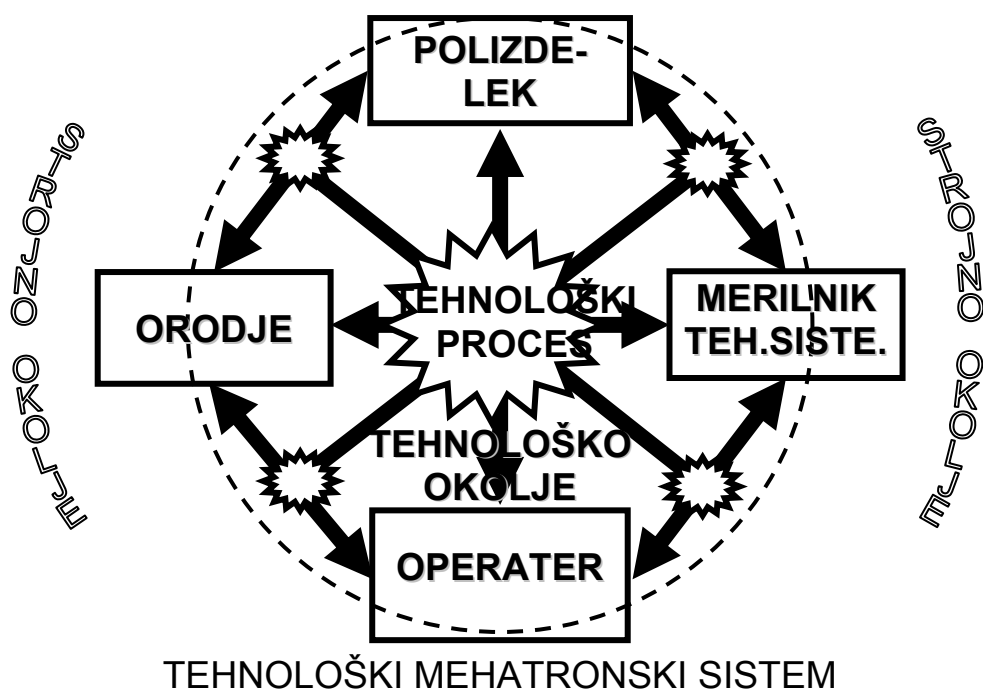 POLIZDE-
LEK
STROJNO OKOLJE
STROJNO OKOLJE
ORODJE
TEHNOLOŠKI
PROCES
MERILNIK
TEH.SISTE.
TEHNOLOŠKO
OKOLJE
OPERATER
TEHNOLOŠKI MEHATRONSKI SISTEM